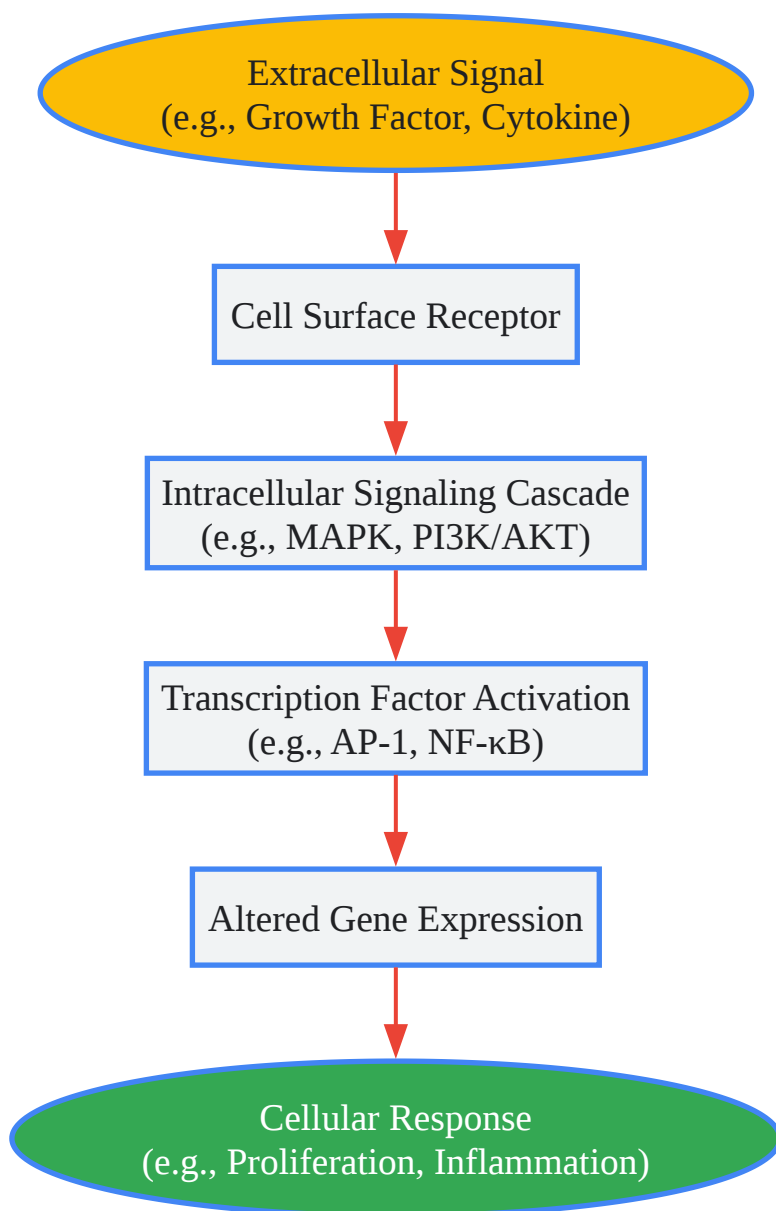 Extracellular Signal
(e.g., Growth Factor, Cytokine)
Cell Surface Receptor
Intracellular Signaling Cascade
(e.g., MAPK, PI3K/AKT)
Transcription Factor Activation
(e.g., AP-1, NF-κB)
Altered Gene Expression
Cellular Response
(e.g., Proliferation, Inflammation)